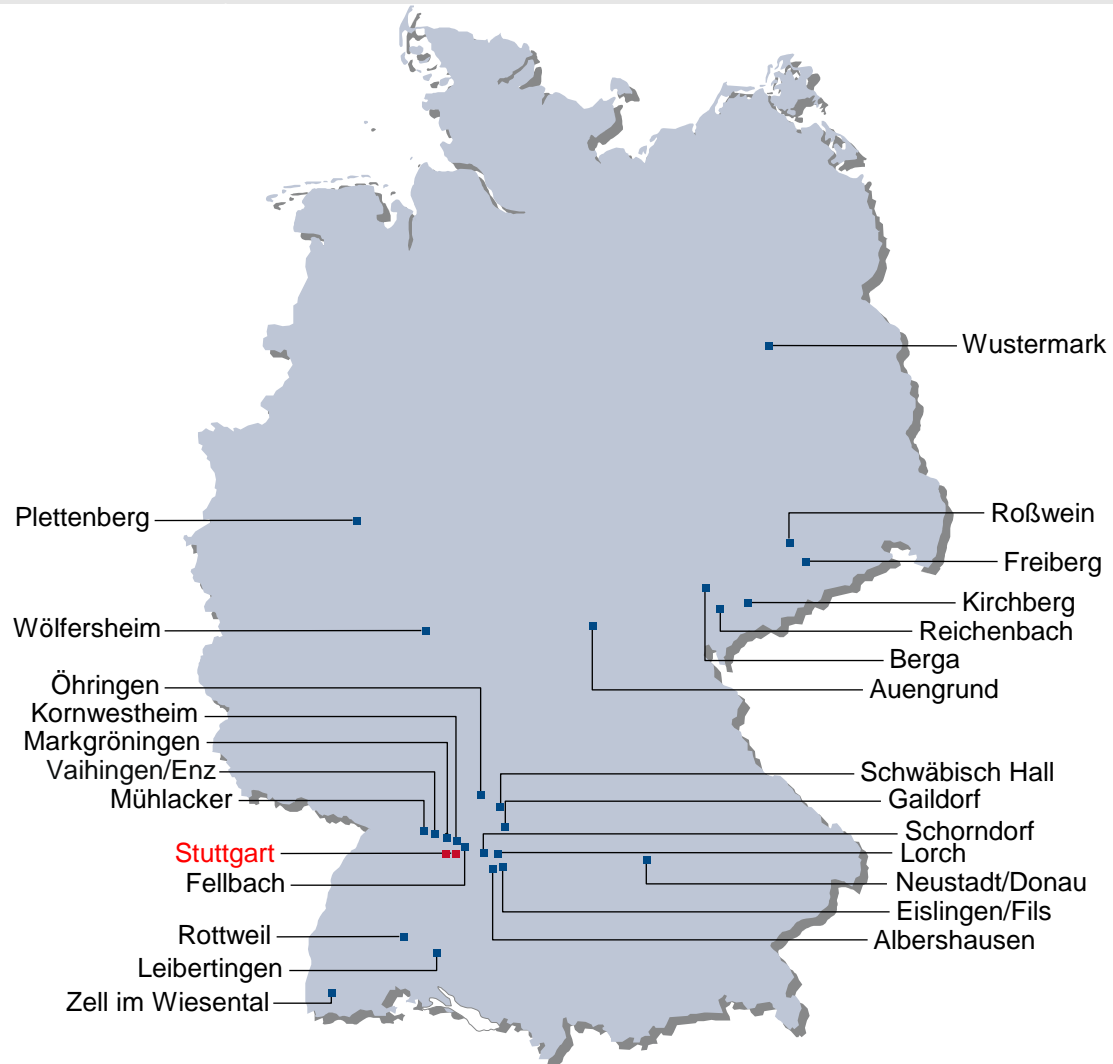 Wustermark
Plettenberg
Roßwein
Freiberg
Kirchberg
Wölfersheim
Reichenbach
Berga
Öhringen
Auengrund
Kornwestheim
Markgröningen
Vaihingen/Enz
Schwäbisch Hall
Mühlacker
Gaildorf
Schorndorf
Stuttgart
Lorch
Fellbach
Neustadt/Donau
Eislingen/Fils
Rottweil
Albershausen
Leibertingen
Zell im Wiesental